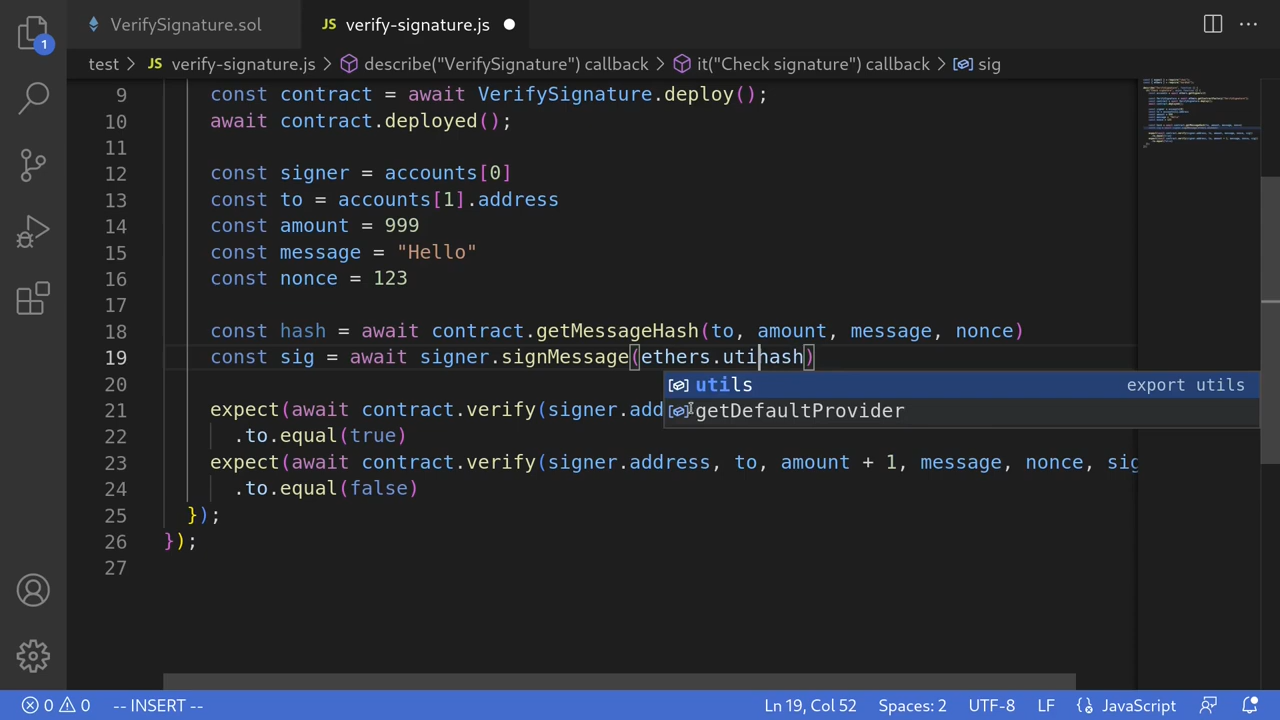 VerifySignature.sol
JS verify-signature.js
1
test > JS verify-signature.js > describe("VerifySignature") callback > it("Check signature") callback > sig
9 const contract = await VerifySignature.deploy();
10 await contract.deployed();
11
12 const signer = accounts[0]
13 const to = accounts[1].address
14 const amount = 999
15 const message = "Hello"
16 const nonce = 123
17
18 const hash = await contract.getMessageHash(to, amount, message, nonce)
19 const sig = await signer.signMessage(ethers.utihash)
utils export utils
getDefaultProvider
20
21 expect(await contract.verify(signer.add
22 .to.equal(true)
23 expect(await contract.verify(signer.address, to, amount + 1, message, nonce, sig
24 .to.equal(false)
25 });
26 });
27
0 0 -- INSERT -- Ln 19, Col 52 Spaces: 2 UTF-8 LF JavaScript